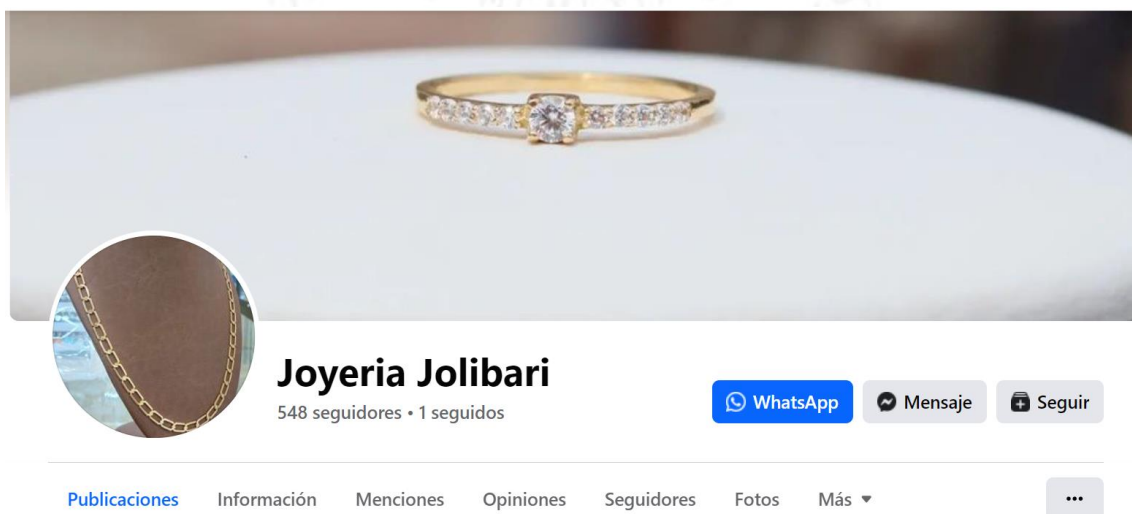 Joyeria Jolibari
548 seguidores • 1 seguidos
WhatsApp
Mensaje
Seguir
Publicaciones Información Menciones Opiniones Seguidores Fotos Más